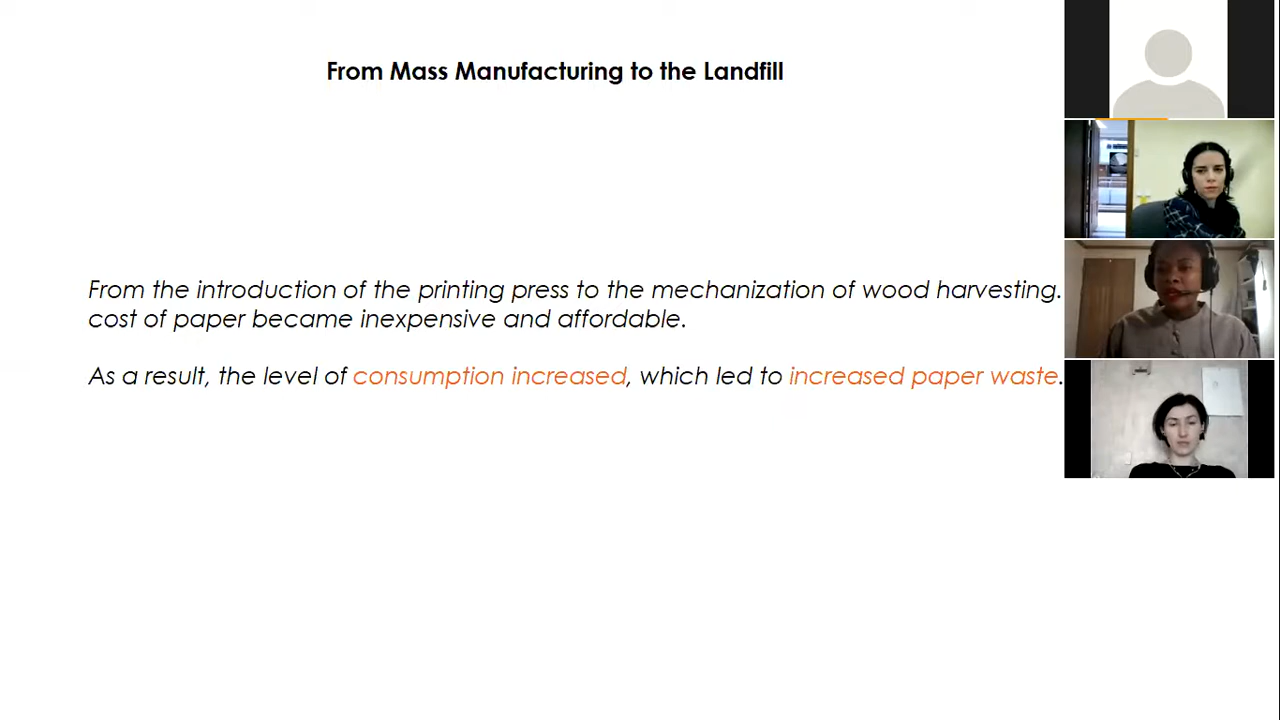 From Mass Manufacturing to the Landfill
From the introduction of the printing press to the mechanization of wood harvesting.
cost of paper became inexpensive and affordable.
As a result, the level of consumption increased, which led to increased paper waste.